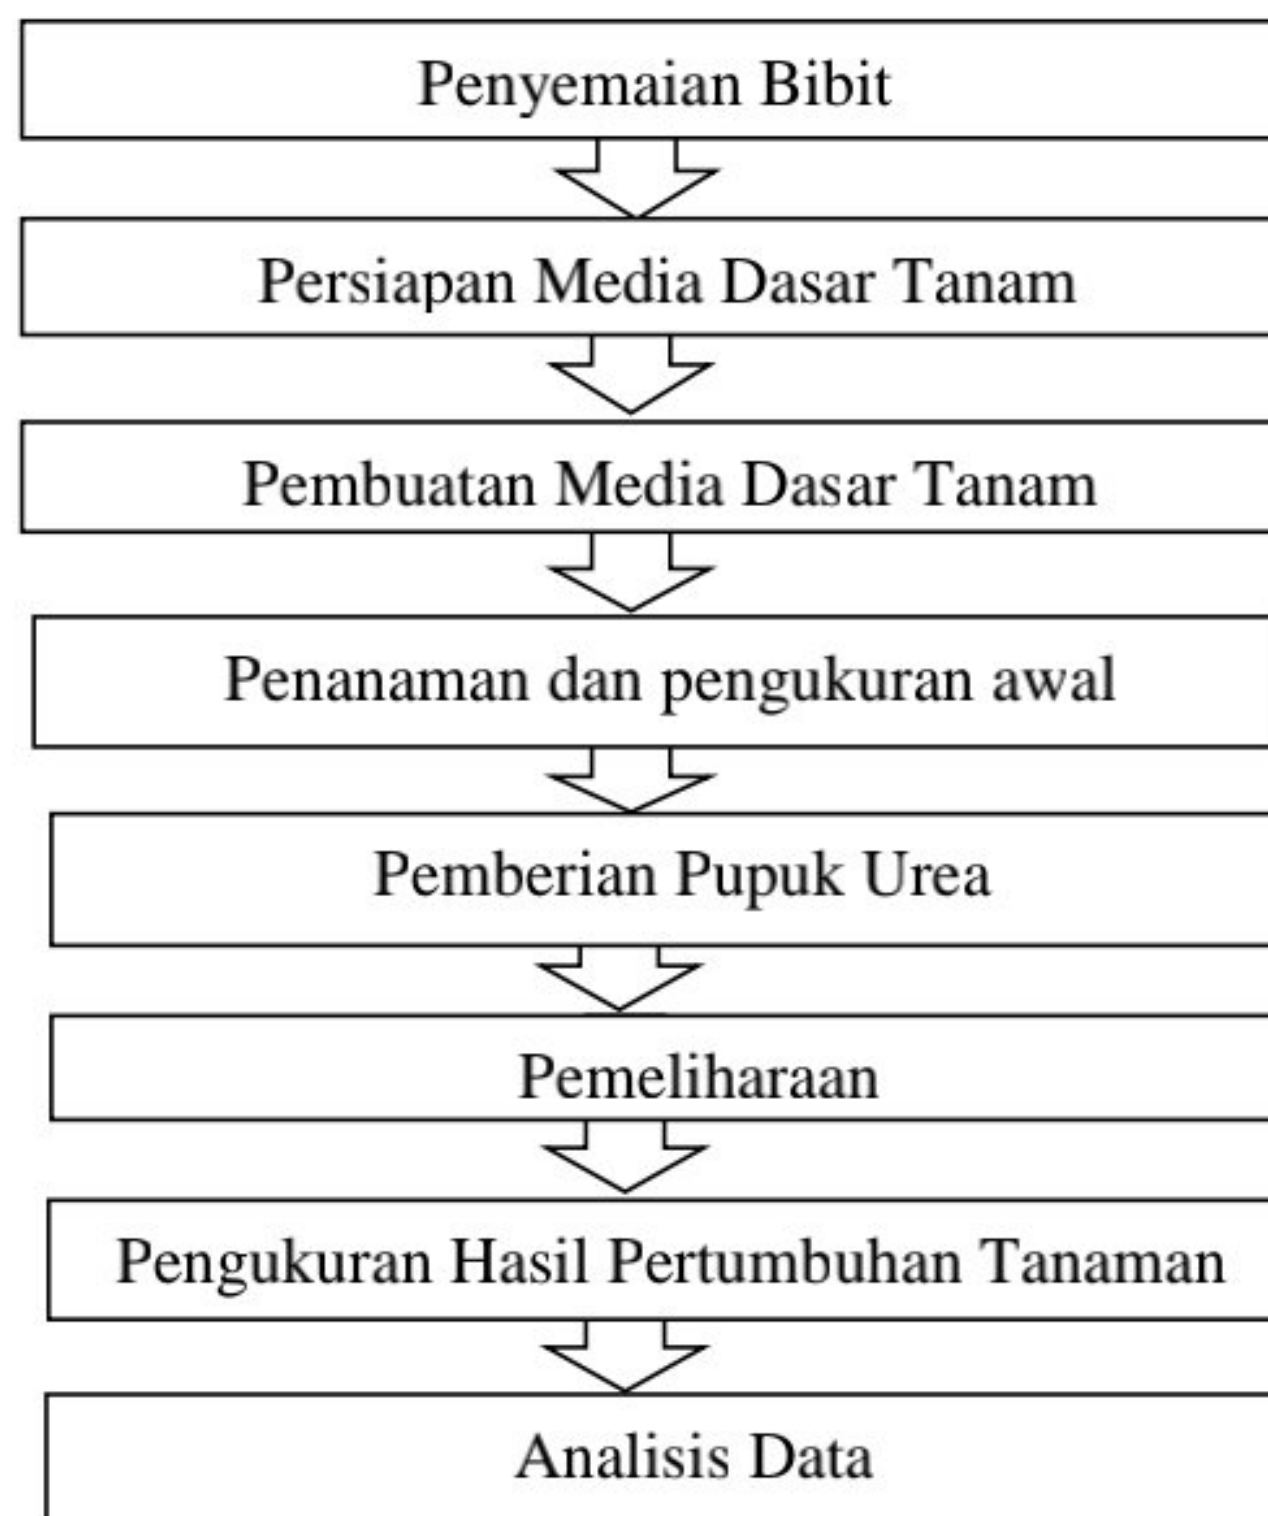 Penyemaian Bibit
Persiapan Media Dasar Tanam
Pembuatan Media Dasar Tanam
Penanaman dan pengukuran awal
Pemberian Pupuk Urea
Pemeliharaan
Pengukuran Hasil Pertumbuhan Tanaman
Analisis Data